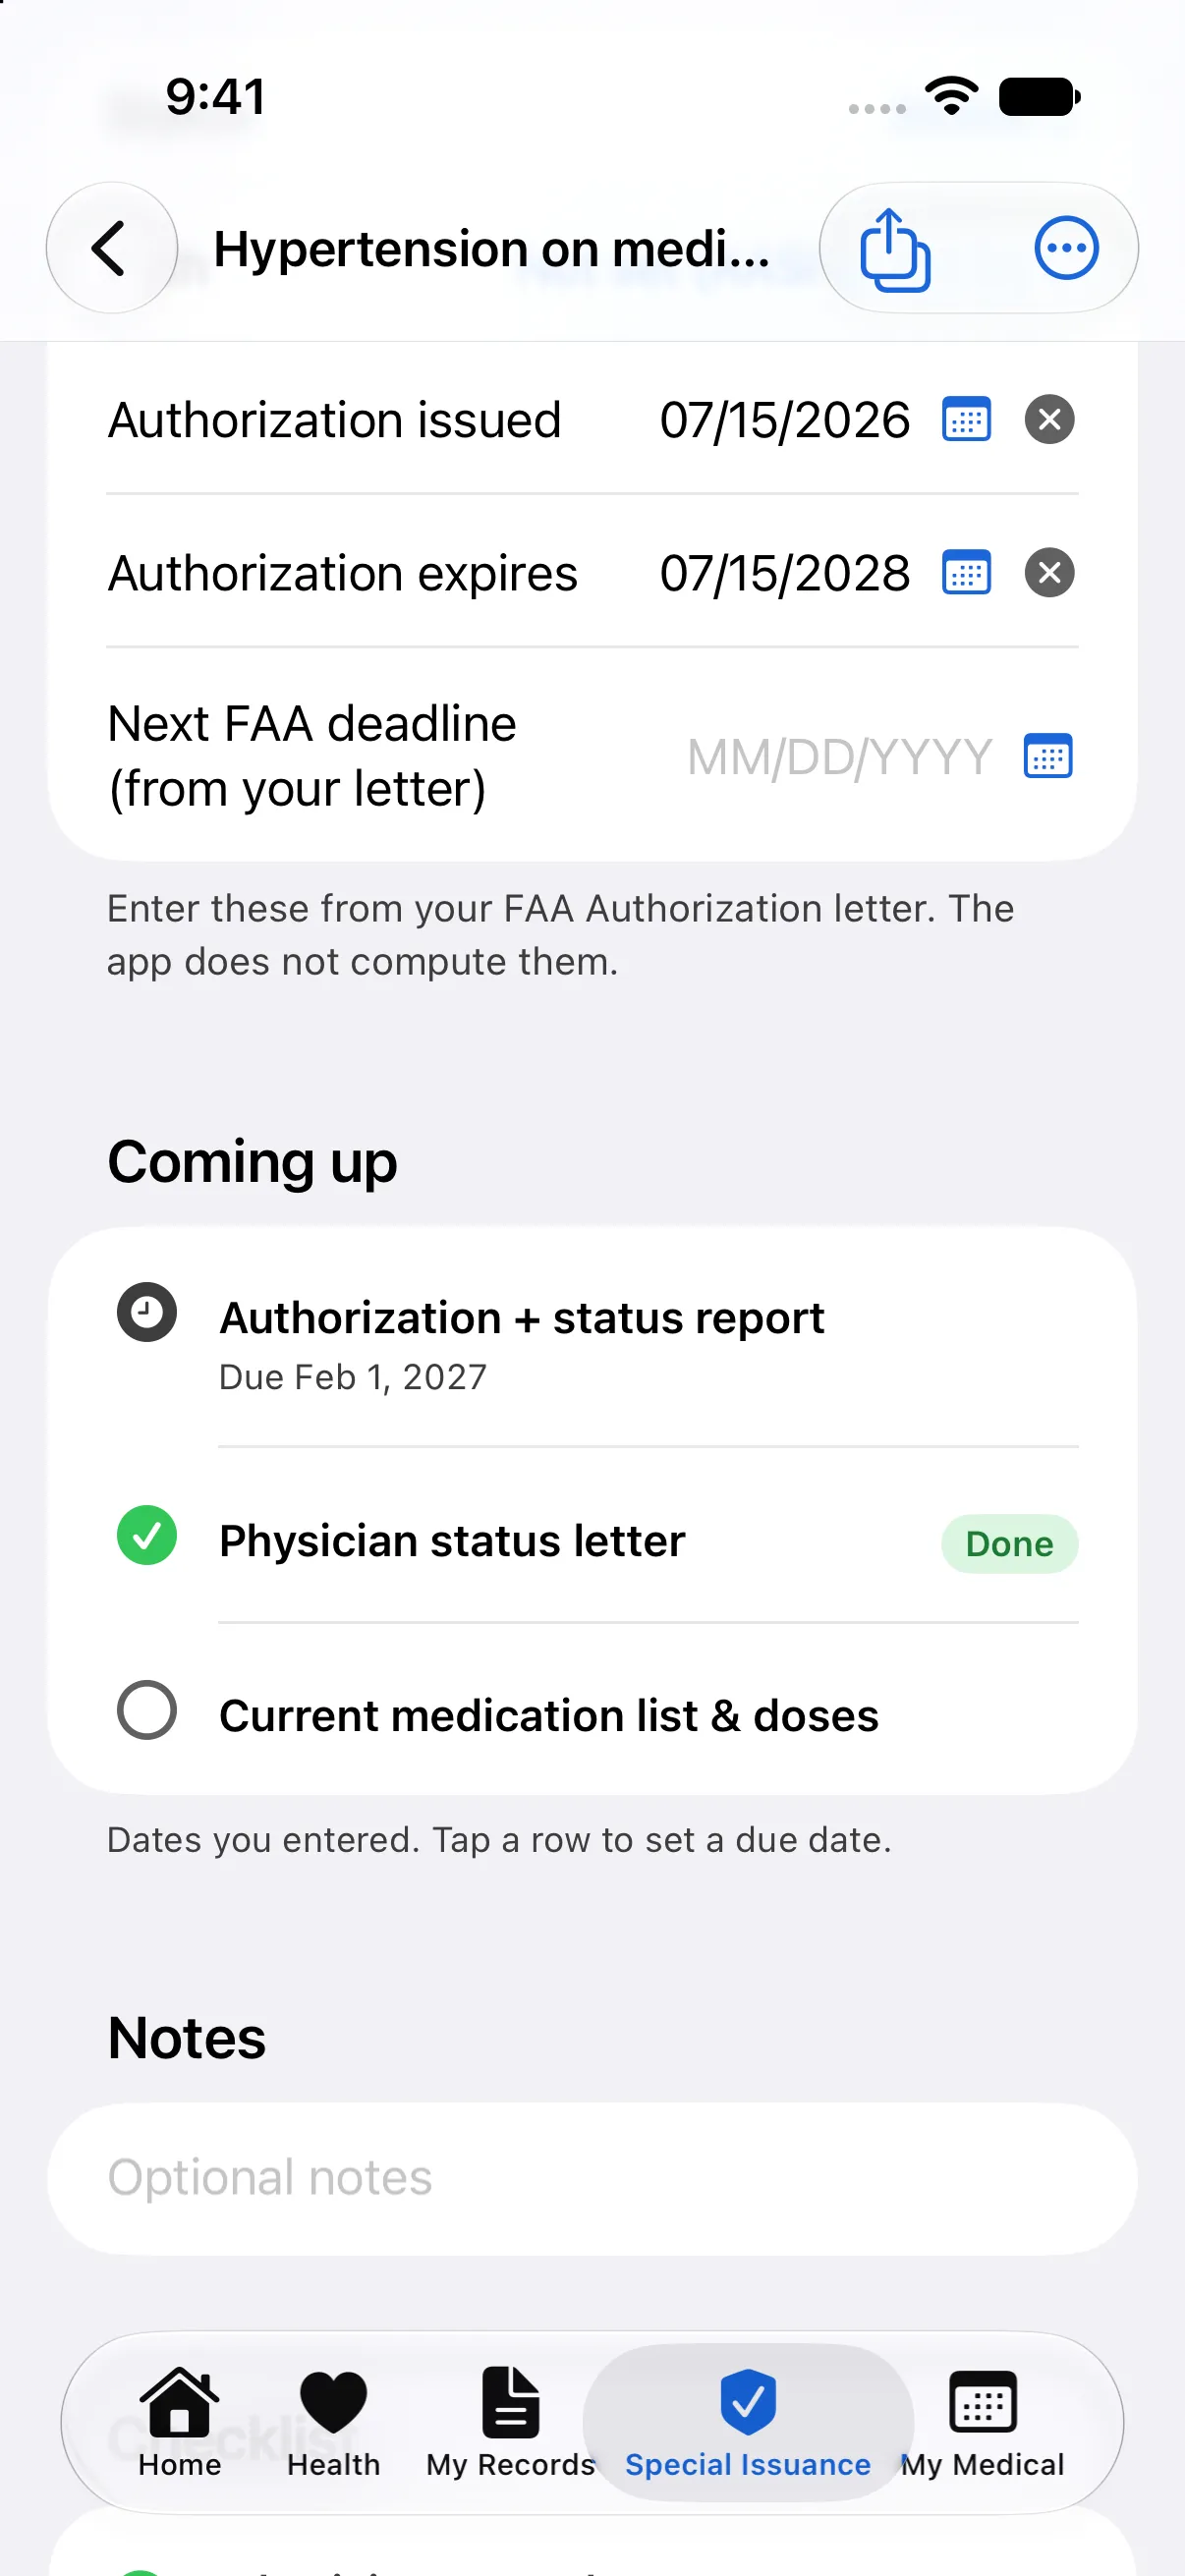 9:41
Hypertension on medi...
Authorization issued 07/15/2026
Authorization expires 07/15/2028
Next FAA deadline
(from your letter) MM/DD/YYYY
Enter these from your FAA Authorization letter. The
app does not compute them.
Coming up
Authorization + status report
Due Feb 1, 2027
Physician status letter Done
Current medication list & doses
Dates you entered. Tap a row to set a due date.
Notes
Optional notes
Checklist
Home Health My Records Special Issuance My Medical